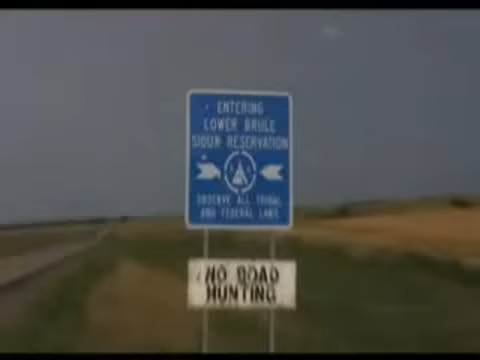 ENTERING
LOWER BRULE
SIOUX RESERVATION
OBSERVE ALL TRIBAL
AND FEDERAL LAWS
NO ROAD
HUNTING